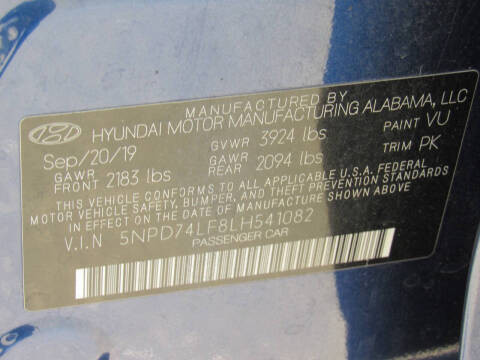 MANUFACTURED BY
HYUNDAI MOTOR MANUFACTURING ALABAMA, LLC
Sep/20/19 GVWR 3924 lbs PAINT VU
GAWR FRONT 2183 lbs GAWR REAR 2094 lbs TRIM PK
THIS VEHICLE CONFORMS TO ALL APPLICABLE U.S.A. FEDERAL
MOTOR VEHICLE SAFETY, BUMPER, AND THEFT PREVENTION STANDARDS
IN EFFECT ON THE DATE OF MANUFACTURE SHOWN ABOVE.
V.I.N 5NPD74LF8LH541082
PASSENGER CAR